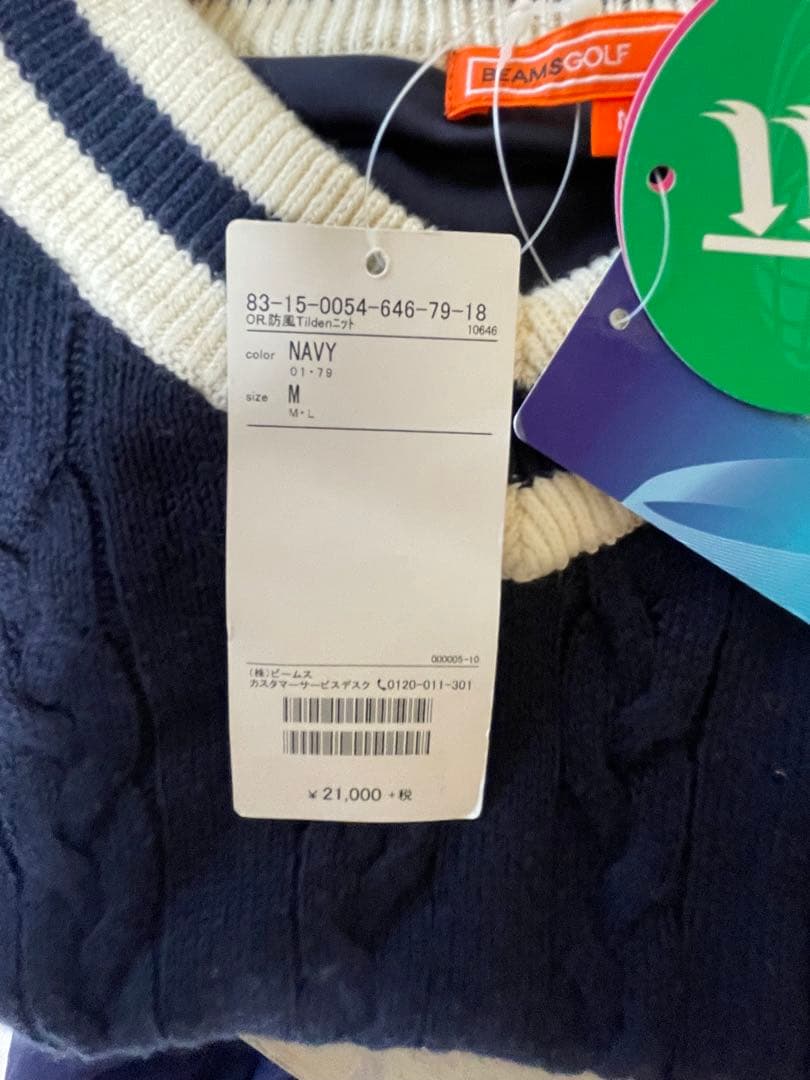 BEAMSGOLF
83-15-0054-646-79-18
OR.防風Tildenニット
10646
color NAVY
01・79
size M
M・L
000005-10
(株)ビームス
カスタマーサービスデスク 0120-011-301
¥ 21,000 +税